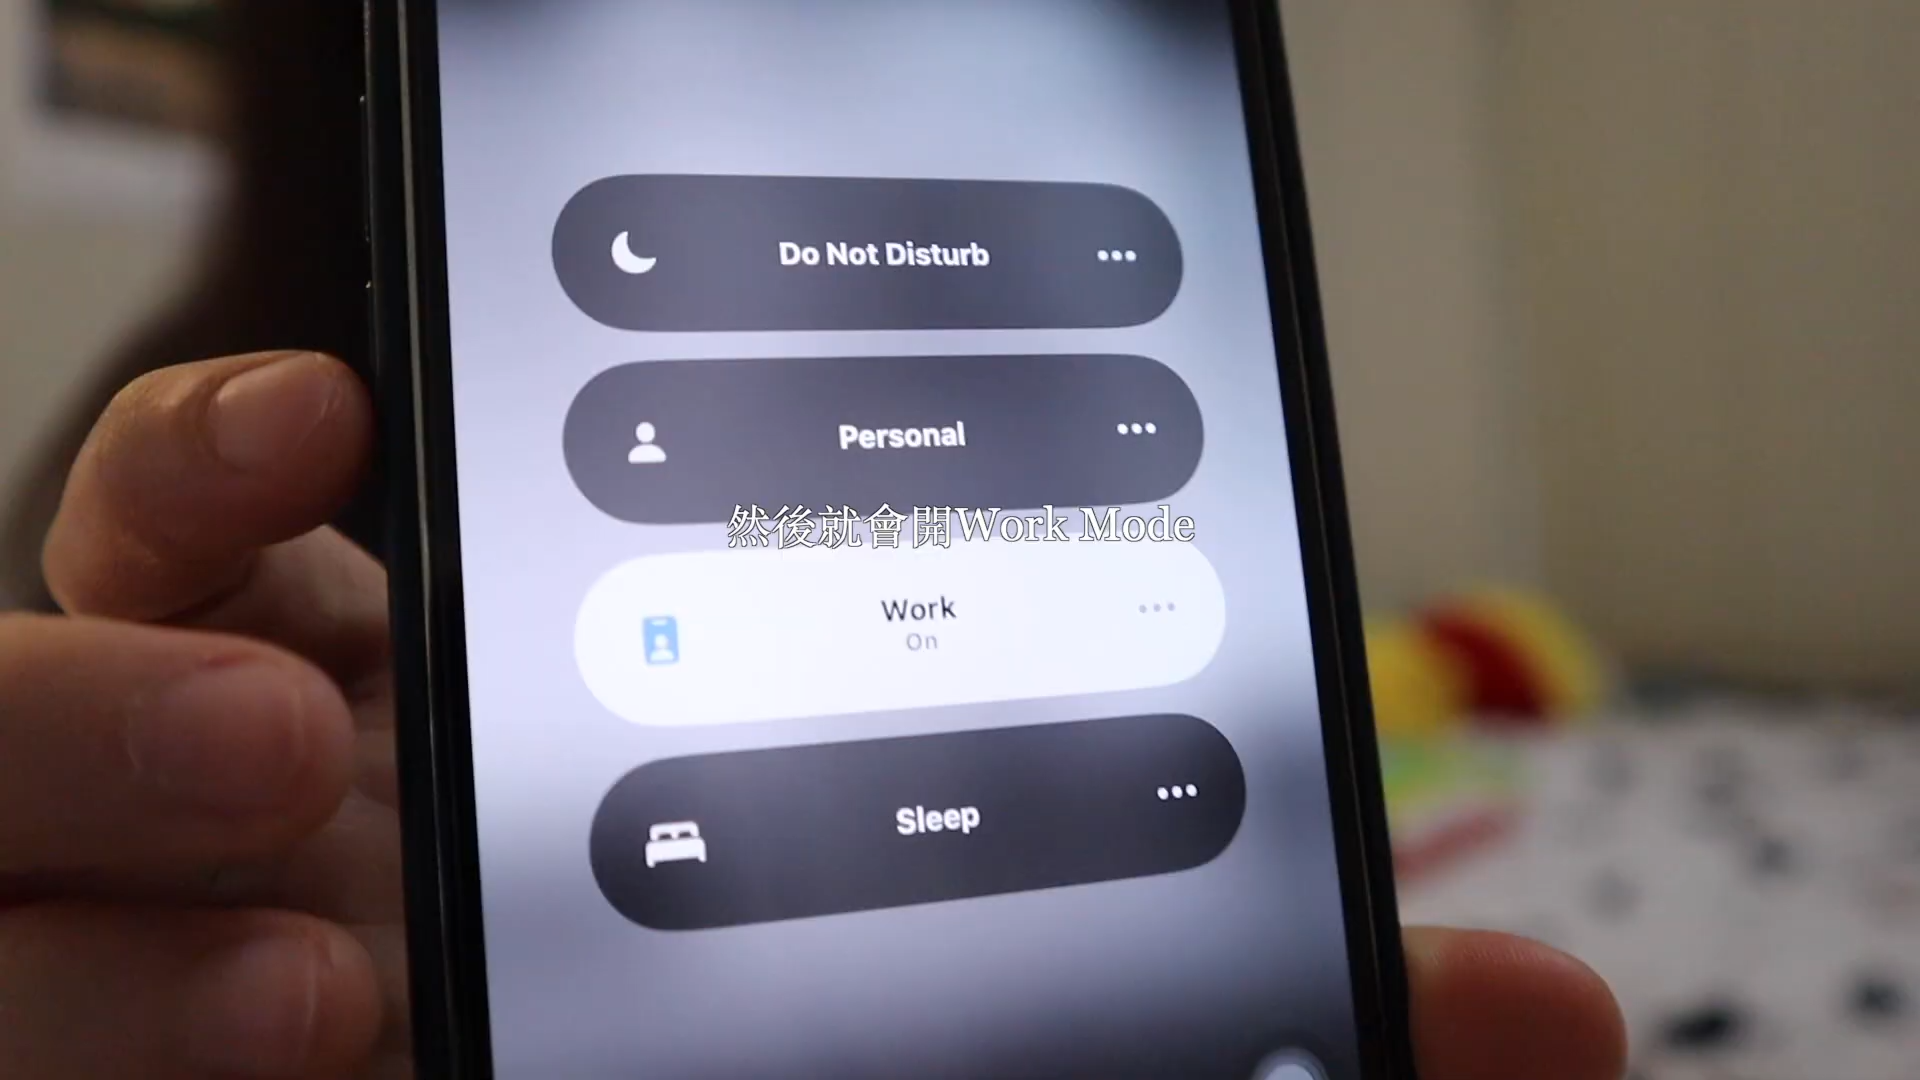 Do Not Disturb
Personal
然後就會開Work Mode
Work
On
Sleep